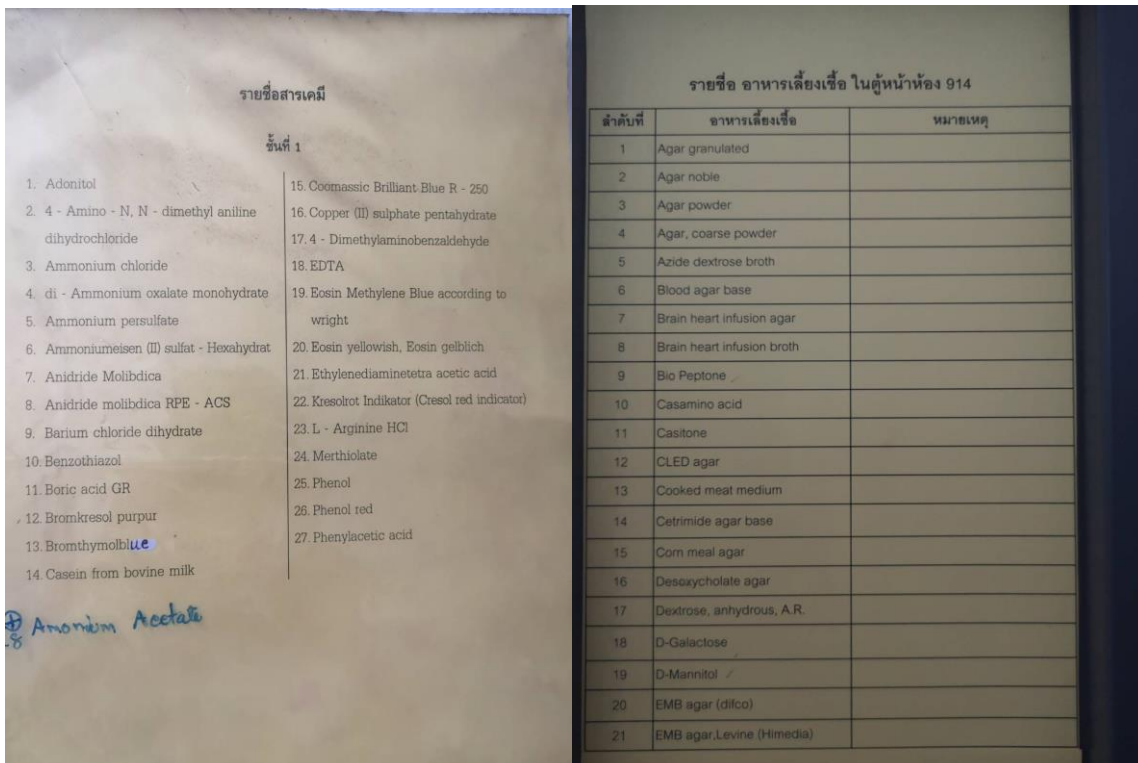 รายชื่อสารเคมี
ชั้นที่ 1
1. Adonitol
2. 4 - Amino - N, N - dimethyl aniline
dihydrochloride
3. Ammonium chloride
4. di - Ammonium oxalate monohydrate
5. Ammonium persulfate
6. Ammoniumeisen (II) sulfat - Hexahydrat
7. Anidride Molibdica
8. Anidride molibdica RPE - ACS
9. Barium chloride dihydrate
10. Benzothiazol
11. Boric acid GR
12. Bromkresol purpur
13. Bromthymolblue
14. Casein from bovine milk
15. Coomassic Brilliant Blue R - 250
16. Copper (II) sulphate pentahydrate
17. 4 - Dimethylaminobenzaldehyde
18. EDTA
19. Eosin Methylene Blue according to
wright
20. Eosin yellowish, Eosin gelblich
21. Ethylenediaminetetra acetic acid
22. Kresolrot Indikator (Cresol red indicator)
23. L - Arginine HCl
24. Merthiolate
25. Phenol
26. Phenol red
27. Phenylacetic acid
Amonium Acetate
รายชื่อ อาหารเลี้ยงเชื้อ ในตู้หน้าห้อง 914
ลำดับที่ อาหารเลี้ยงเชื้อ หมายเหตุ
1 Agar granulated
2 Agar noble
3 Agar powder
4 Agar, coarse powder
5 Azide dextrose broth
6 Blood agar base
7 Brain heart infusion agar
8 Brain heart infusion broth
9 Bio Peptone
10 Casamino acid
11 Casitone
12 CLED agar
13 Cooked meat medium
14 Cetrimide agar base
15 Corn meal agar
16 Desoxycholate agar
17 Dextrose, anhydrous, A.R.
18 D-Galactose
19 D-Mannitol
20 EMB agar (difco)
21 EMB agar,Levine (Himedia)